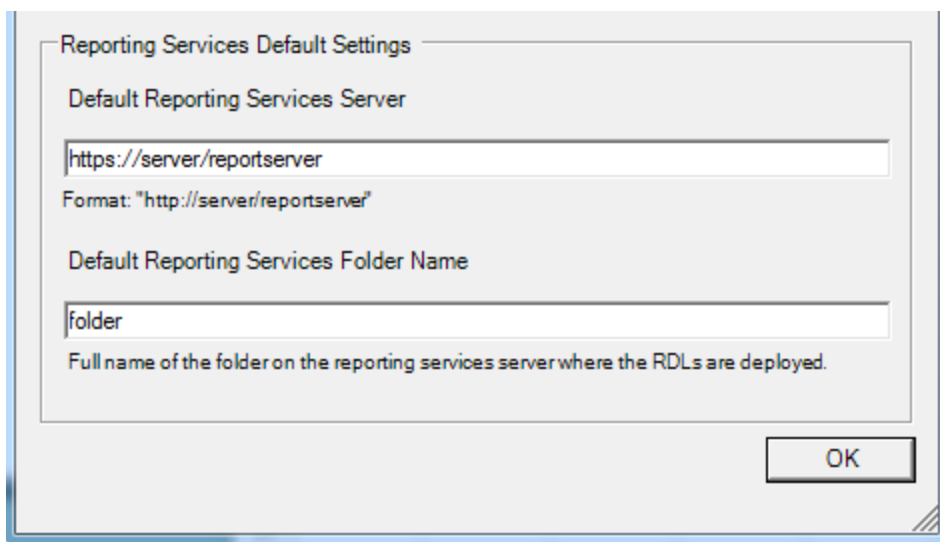 Reporting Services Default Settings
Default Reporting Services Server
https://server/reportserver
Format: "http://server/reportserver"
Default Reporting Services Folder Name
folder
Full name of the folder on the reporting services server where the RDLs are deployed.
OK